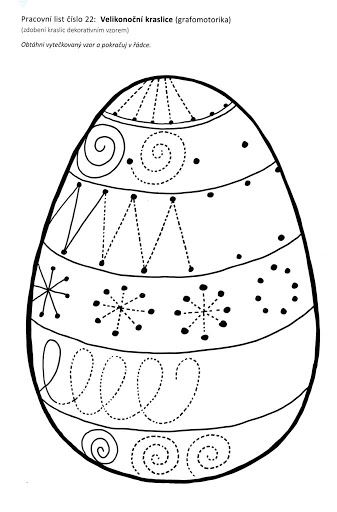 Pracovní list číslo 22: Velikonoční kraslice (grafomotorika)
(zdobení kraslic dekorativním vzorem)
Obtáhni vytečkovaný vzor a pokračuj v řádce.